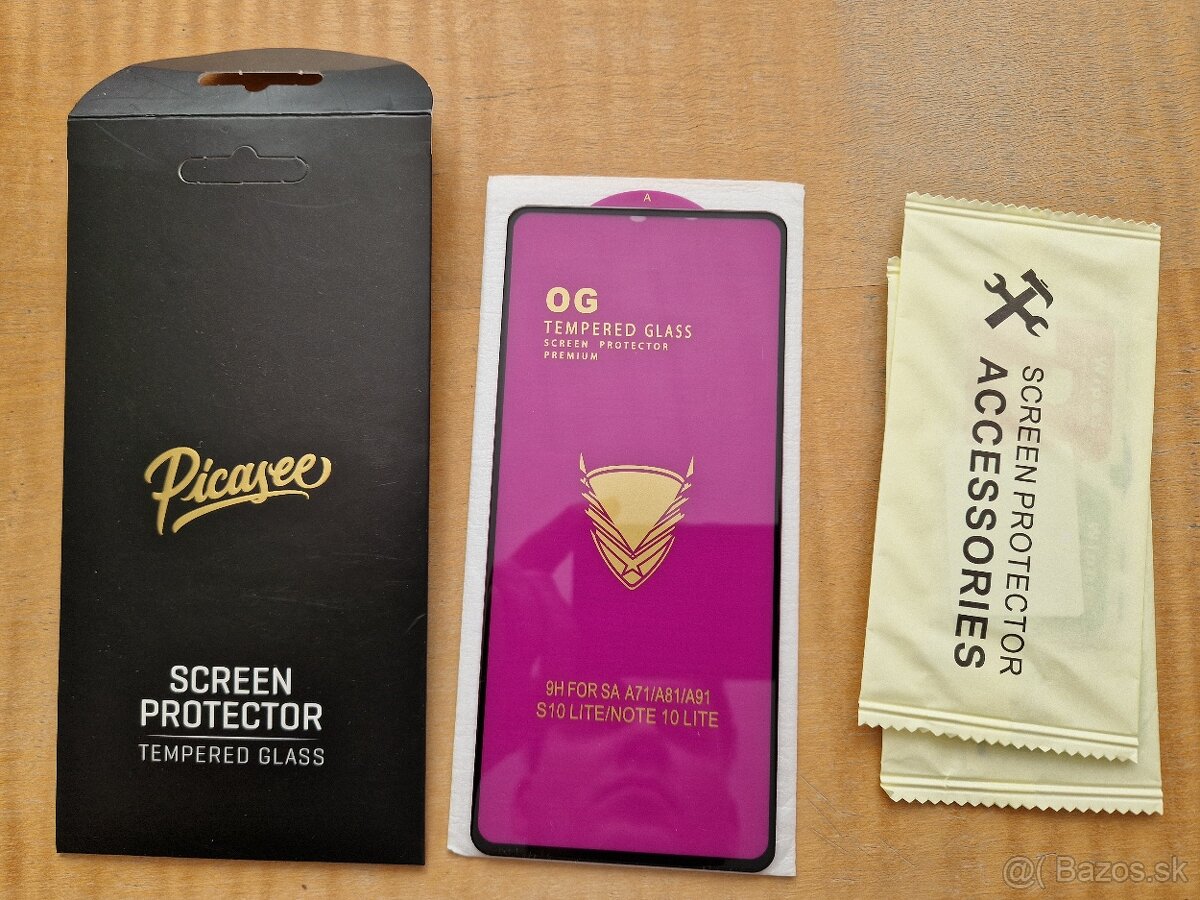 Picasee
SCREEN
PROTECTOR
TEMPERED GLASS
A
OG
TEMPERED GLASS
SCREEN PROTECTOR
PREMIUM
9H FOR SA A71/A81/A91
S10 LITE/NOTE 10 LITE
SCREEN PROTECTOR
ACCESSORIES
@( Bazos.sk